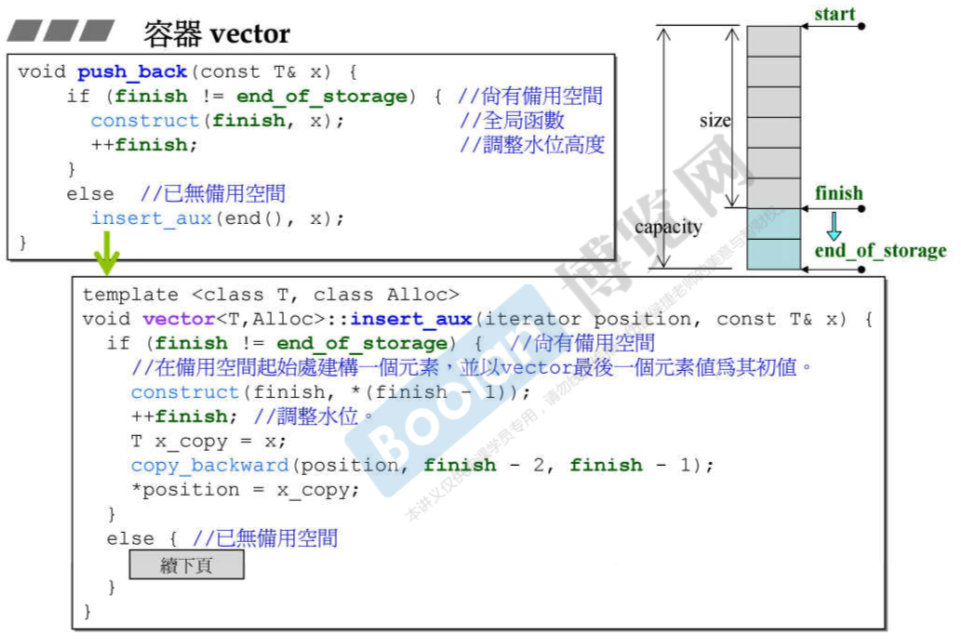 容器 vector
void push_back(const T& x) {
if (finish != end_of_storage) { //尚有備用空間
construct(finish, x); //全局函數
++finish; //調整水位高度
}
else //已無備用空間
insert_aux(end(), x);
}
start
size
finish
capacity
end_of_storage
template <class T, class Alloc>
void vector<T,Alloc>::insert_aux(iterator position, const T& x) {
if (finish != end_of_storage) { //尚有備用空間
//在備用空間起始處建構一個元素，並以vector最後一個元素值爲其初值。
construct(finish, *(finish - 1));
++finish; //調整水位。
T x_copy = x;
copy_backward(position, finish - 2, finish - 1);
*position = x_copy;
}
else { //已無備用空間
續下頁
}
}
Boolan
博览网